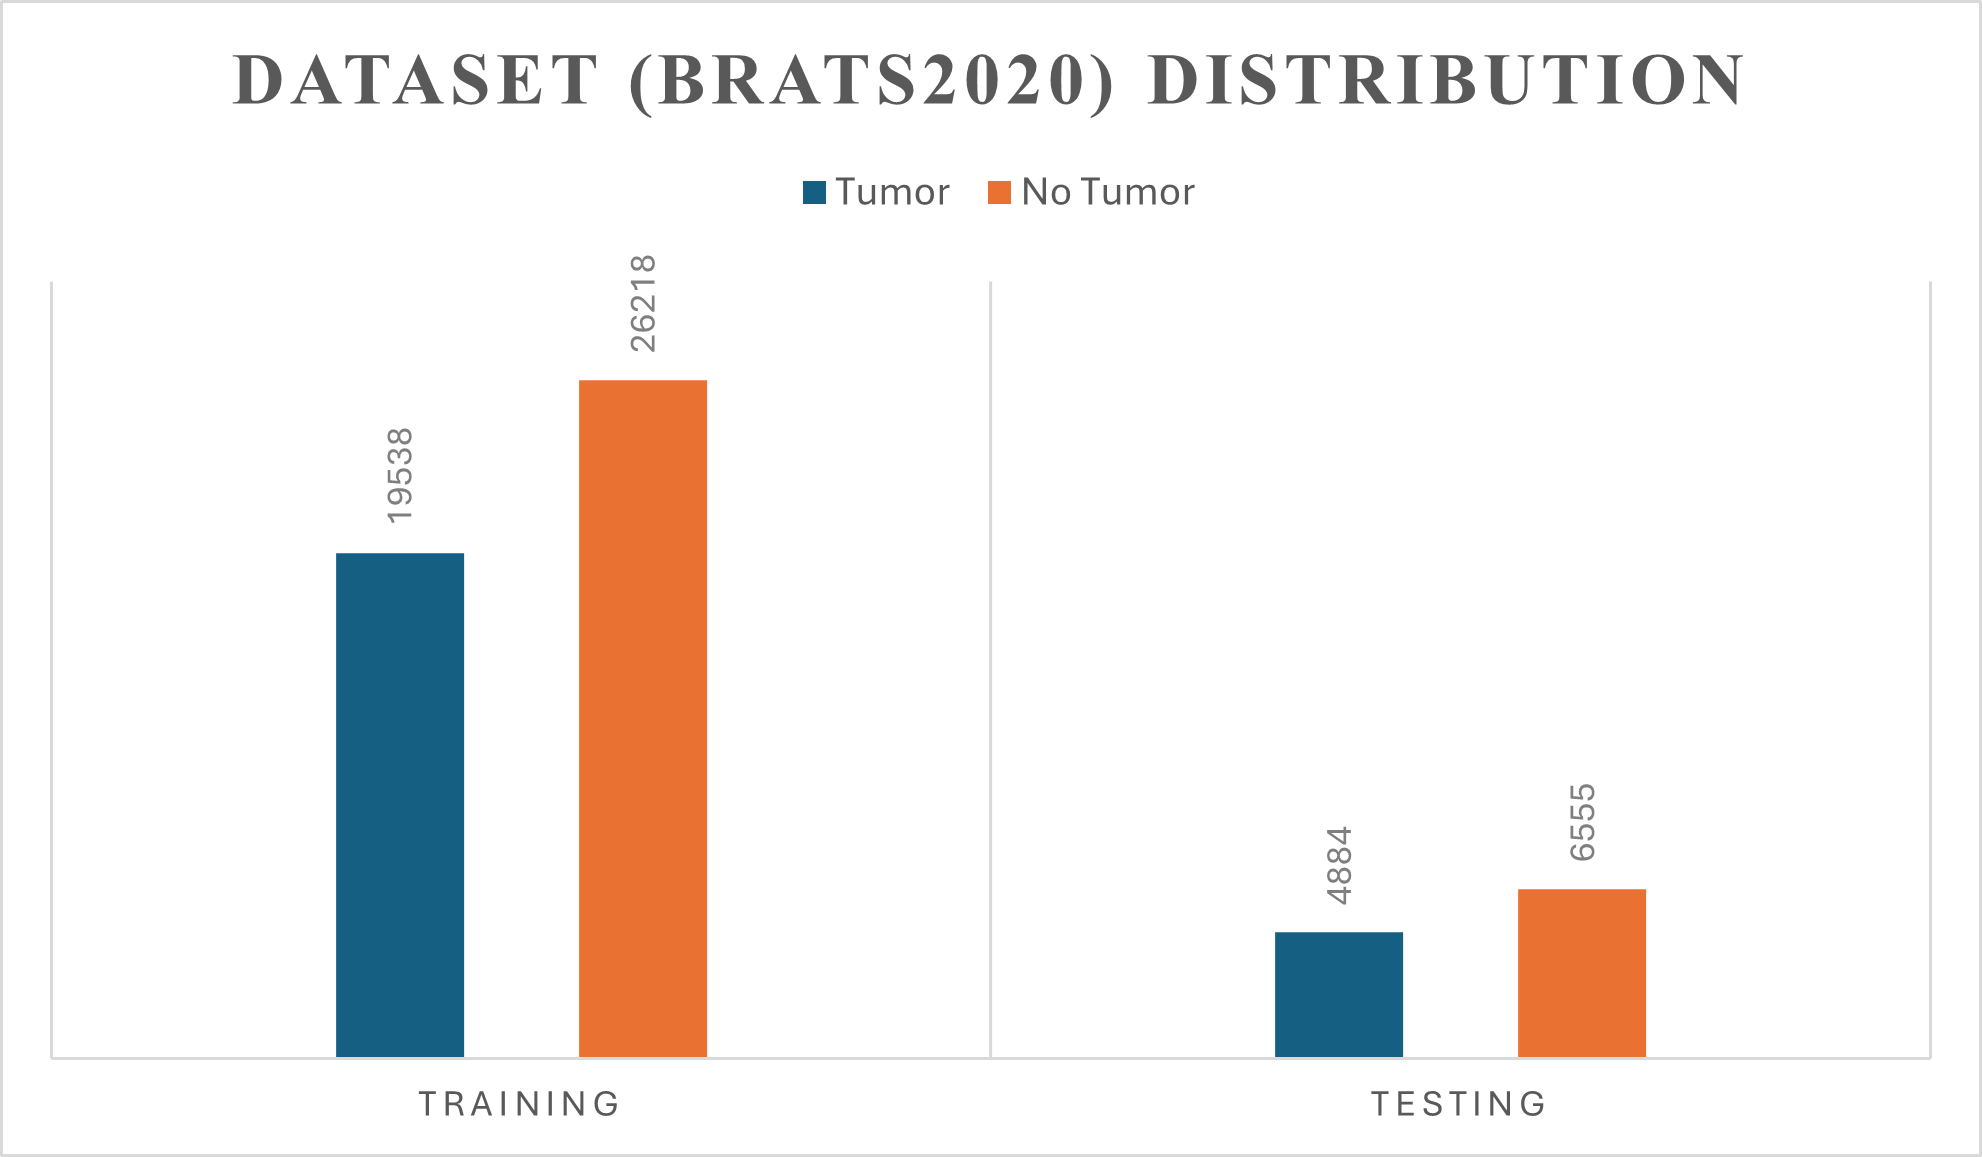 DATASET (BRATS2020) DISTRIBUTION
Tumor No Tumor
26218
19538
6555
4884
TRAINING TESTING